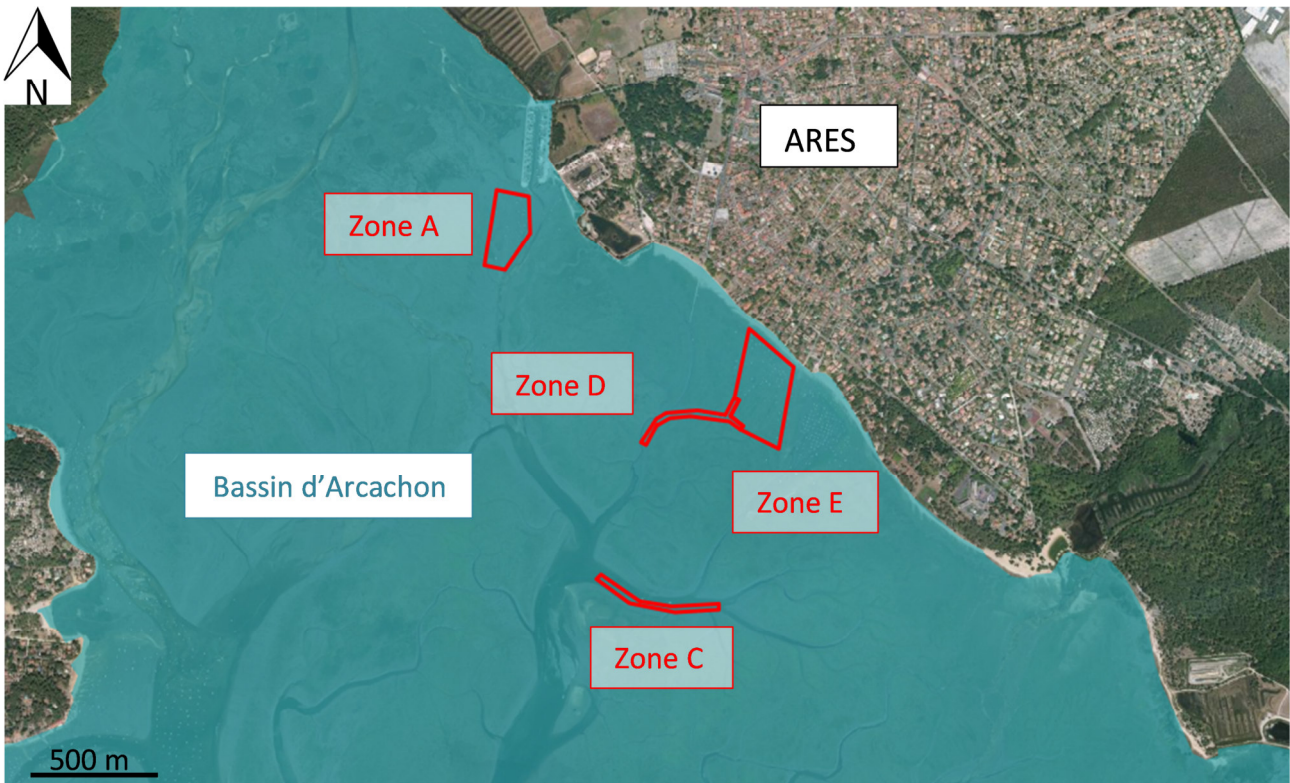 N
ARES
Zone A
Zone D
Bassin d'Arcachon
Zone E
Zone C
500 m